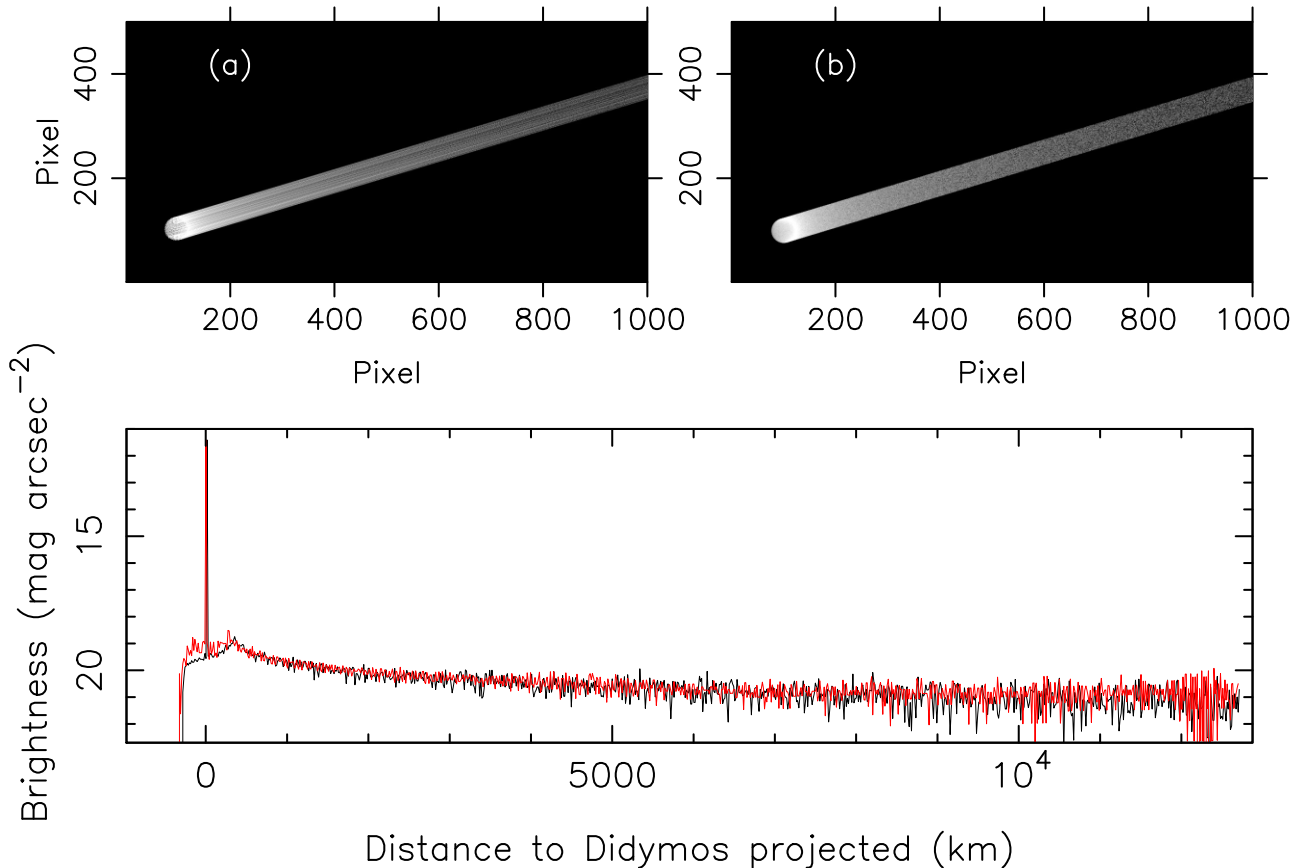 (a)
(b)
Pixel
200
400
200
400
200
400
600
800
1000
200
400
600
800
1000
Pixel
Pixel
Brightness (mag arcsec⁻²)
15
20
0
5000
10⁴
Distance to Didymos projected (km)